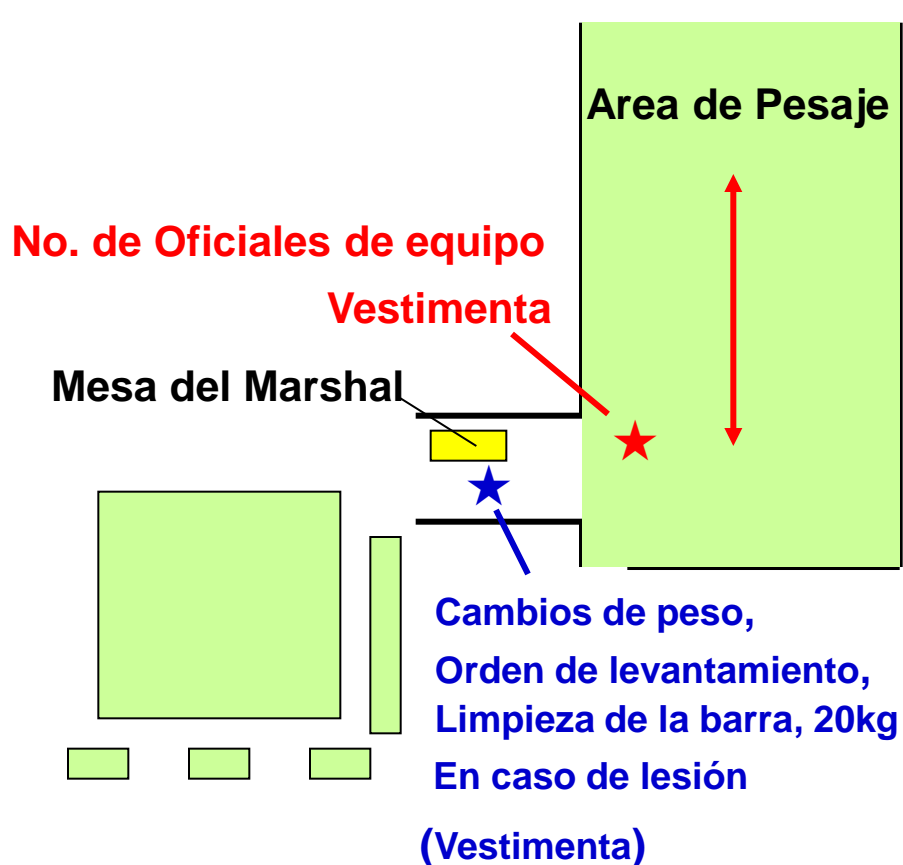 Area de Pesaje
No. de Oficiales de equipo
Vestimenta
Mesa del Marshal
Cambios de peso,
Orden de levantamiento,
Limpieza de la barra, 20kg
En caso de lesión
(Vestimenta)